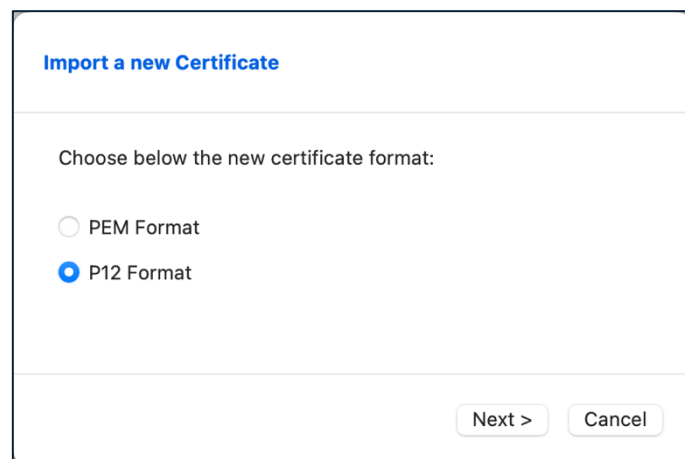 Import a new Certificate
Choose below the new certificate format:
PEM Format
P12 Format
Next > Cancel